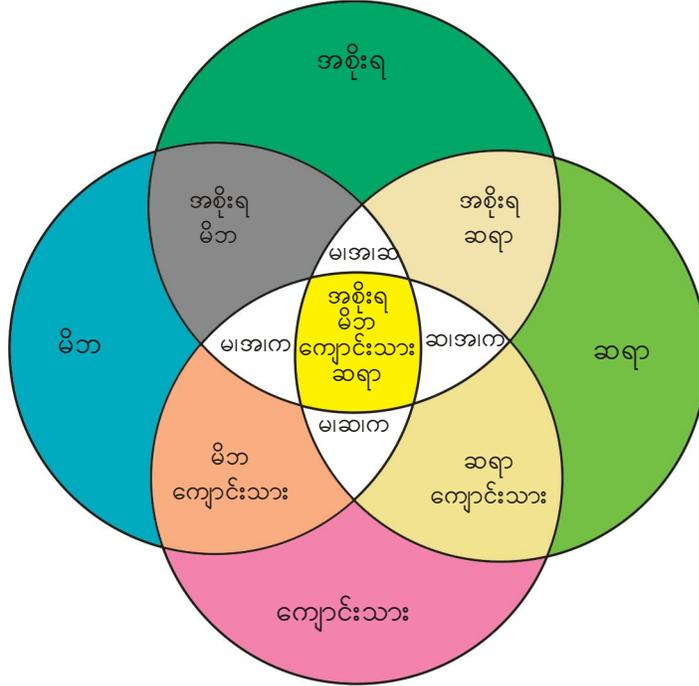 အစိုးရ
အစိုးရ
မိဘ
အစိုးရ
ဆရာ
မ၊အ၊ဆ
မိဘ
မ၊အ၊က
အစိုးရ
မိဘ
ကျောင်းသား
ဆရာ
ဆ၊အ၊က
ဆရာ
မ၊ဆ၊က
မိဘ
ကျောင်းသား
ဆရာ
ကျောင်းသား
ကျောင်းသား